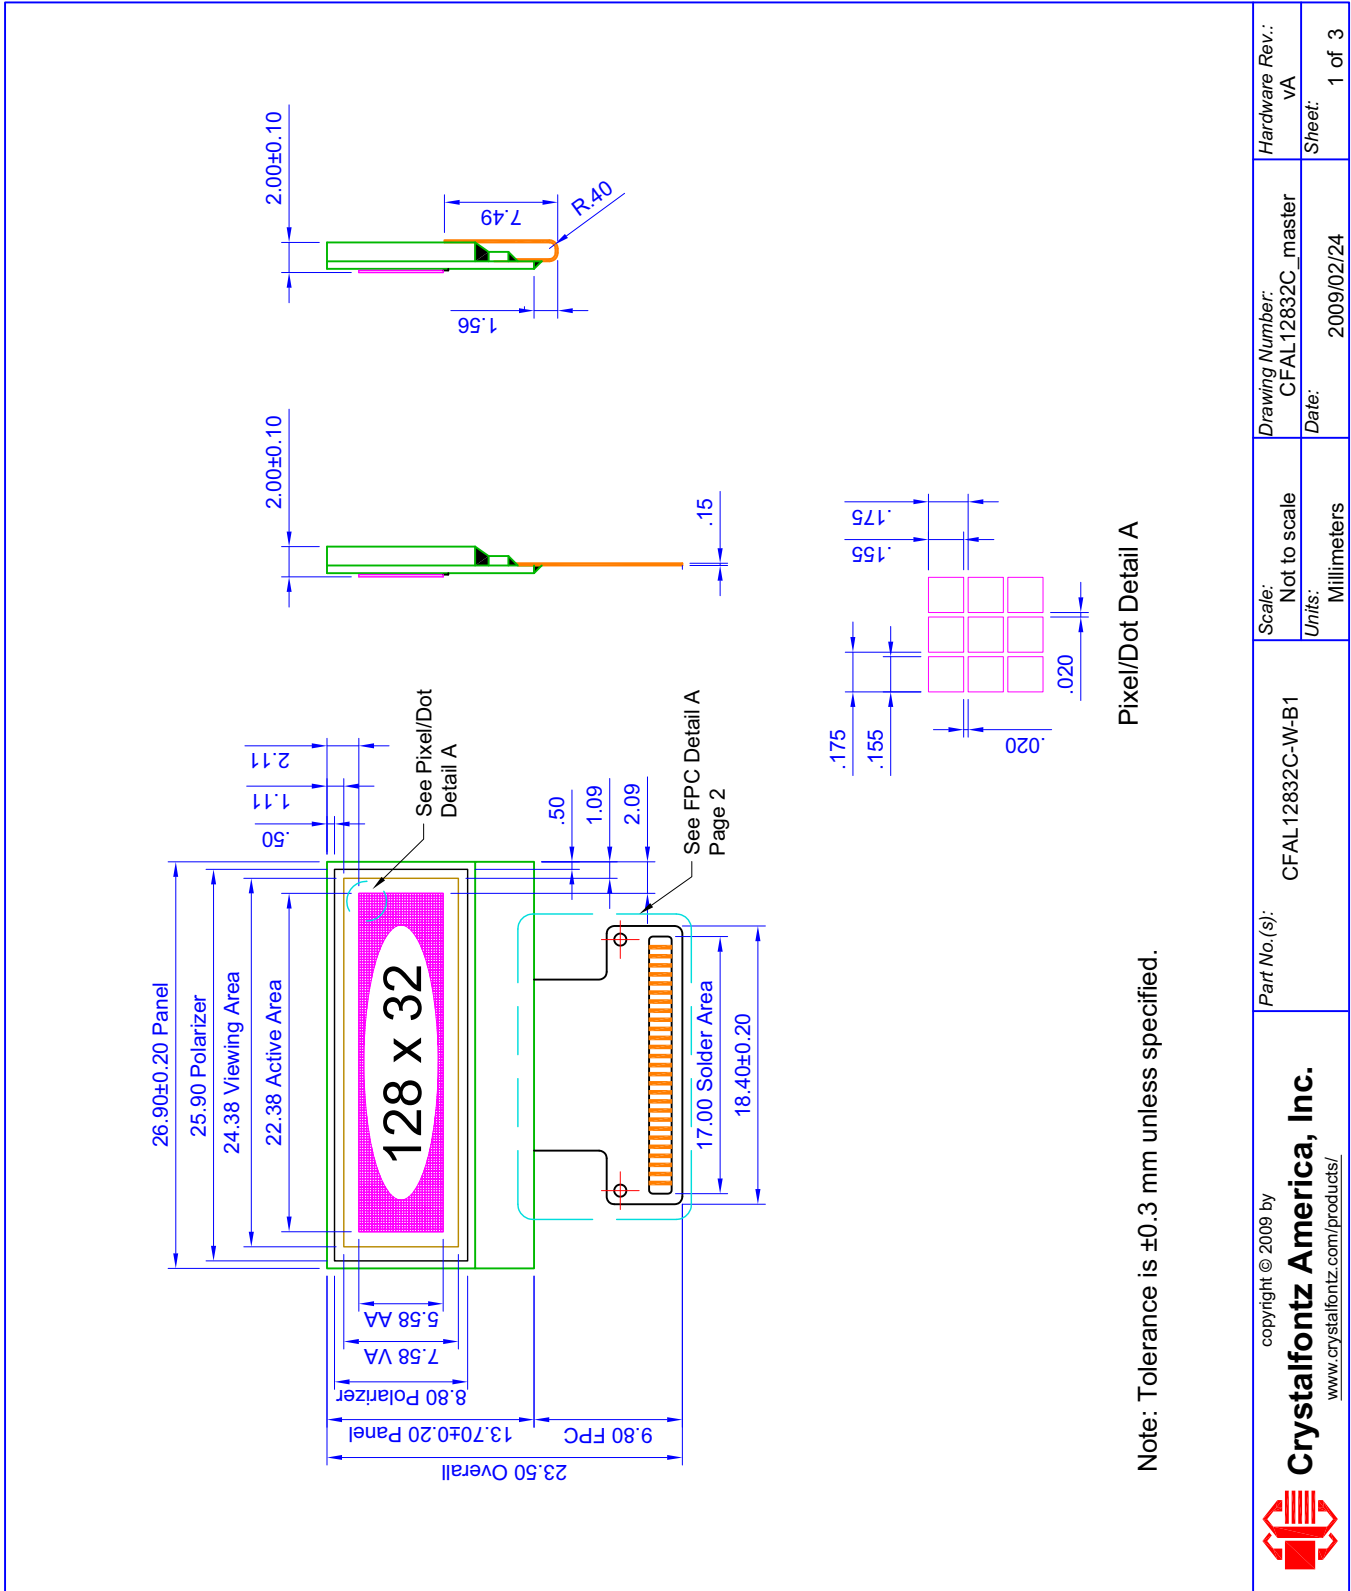 26.90±0.20 Panel
25.90 Polarizer
24.38 Viewing Area
22.38 Active Area
.50
1.11
2.11
128 x 32
See Pixel/Dot
Detail A
5.58 AA
7.58 VA
8.80 Polarizer
13.70±0.20 Panel
9.80 FPC
23.50 Overall
.50
1.09
2.09
See FPC Detail A
Page 2
17.00 Solder Area
18.40±0.20
2.00±0.10
.15
2.00±0.10
7.49
R.40
1.56
.175
.155
.175
.155
.020
.020
Pixel/Dot Detail A
Note: Tolerance is ±0.3 mm unless specified.
copyright © 2009 by
Crystalfontz America, Inc.
www.crystalfontz.com/products/
Part No.(s):
CFAL12832C-W-B1
Scale:
Not to scale
Units:
Millimeters
Drawing Number:
CFAL12832C_master
Date:
2009/02/24
Hardware Rev.:
vA
Sheet:
1 of 3